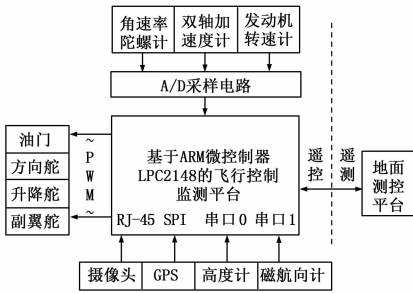 角速率
陀螺计
双轴加
速度计
发动机
转速计
A/D采样电路
油门
方向舵
升降舵
副翼舵
~PWM~
基于ARM微控制器
LPC2148的飞行控制
监测平台
RJ-45 SPI 串口0 串口1
遥控
遥测
地面
测控
平台
摄像头
GPS
高度计
磁航向计